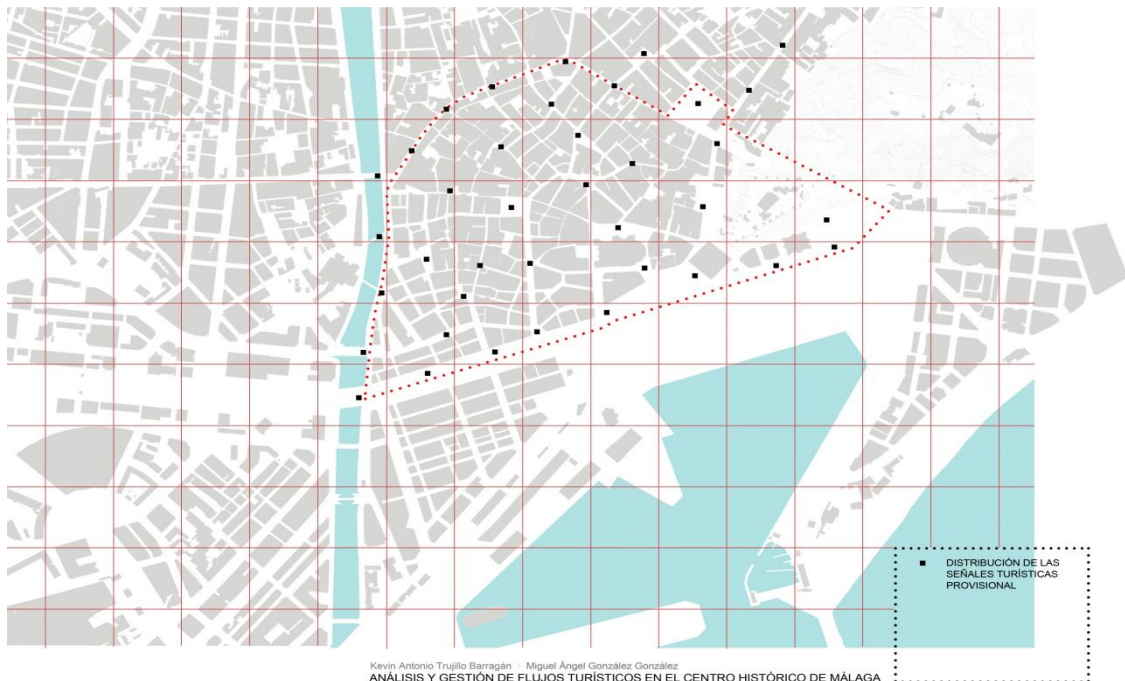 DISTRIBUCIÓN DE LAS
SEÑALES TURÍSTICAS
PROVISIONAL
Kevin Antonio Trujillo Barragán · Miguel Ángel González González
ANÁLISIS Y GESTIÓN DE FLUJOS TURÍSTICOS EN EL CENTRO HISTÓRICO DE MÁLAGA